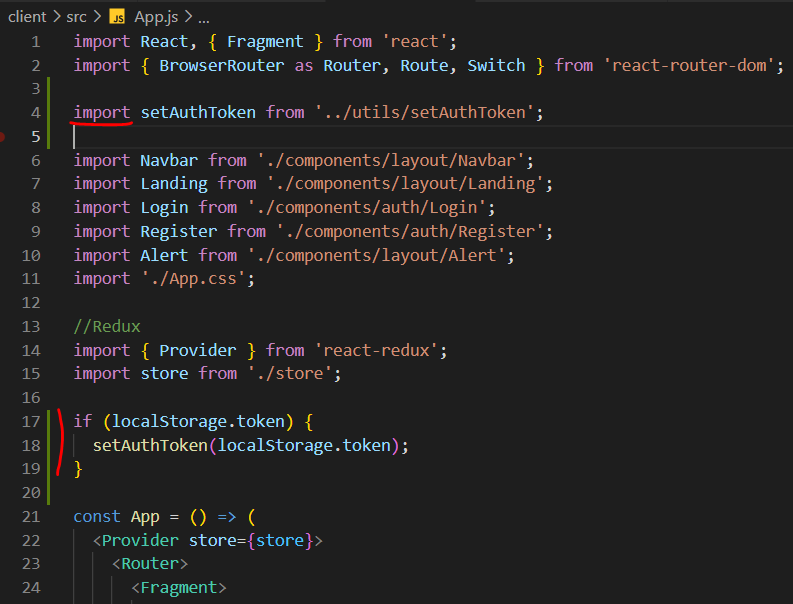 client > src > JS App.js > ...
1 import React, { Fragment } from 'react';
2 import { BrowserRouter as Router, Route, Switch } from 'react-router-dom';
3
4 import setAuthToken from '../utils/setAuthToken';
5
6 import Navbar from './components/layout/Navbar';
7 import Landing from './components/layout/Landing';
8 import Login from './components/auth/Login';
9 import Register from './components/auth/Register';
10 import Alert from './components/layout/Alert';
11 import './App.css';
12
13 //Redux
14 import { Provider } from 'react-redux';
15 import store from './store';
16
17 if (localStorage.token) {
18   setAuthToken(localStorage.token);
19 }
20
21 const App = () => (
22   <Provider store={store}>
23     <Router>
24       <Fragment>